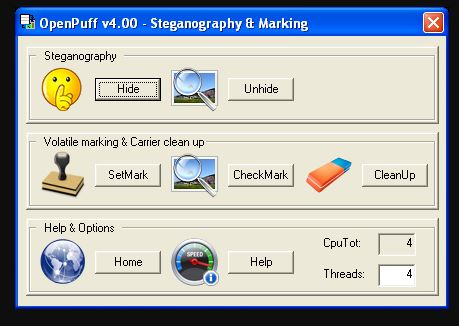 OpenPuff v4.00 - Steganography & Marking
Steganography
Hide Unhide
Volatile marking & Carrier clean up
SetMark CheckMark CleanUp
Help & Options
CpuTot: 4
Home SPEED Help
Threads: 4